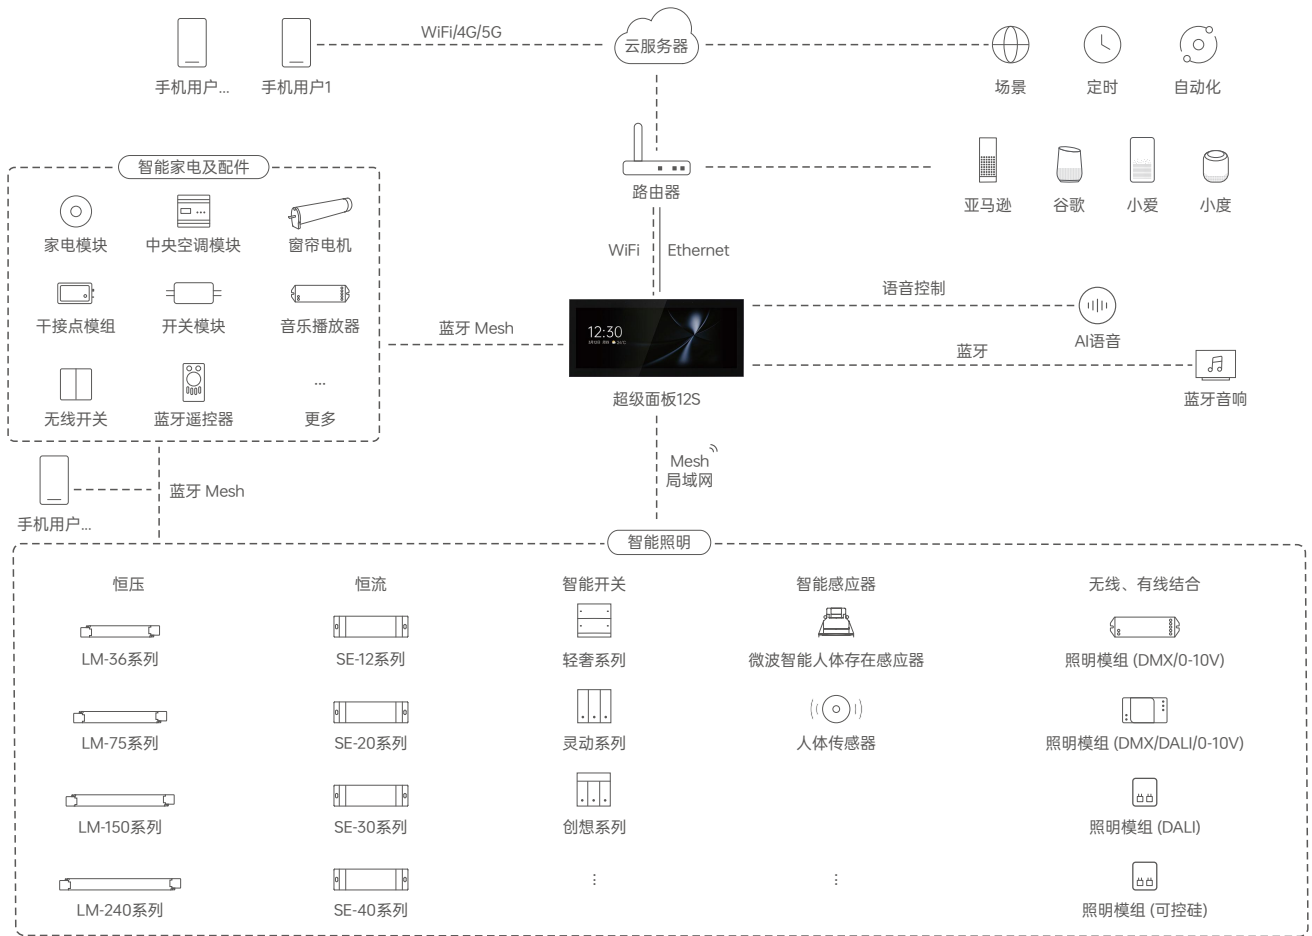 WiFi/4G/5G
云服务器
手机用户...
手机用户1
场景
定时
自动化
智能家电及配件
路由器
亚马逊
谷歌
小爱
小度
家电模块
中央空调模块
窗帘电机
WiFi
Ethernet
干接点模组
开关模块
音乐播放器
蓝牙 Mesh
12:30
超级面板12S
语音控制
AI语音
蓝牙
蓝牙音响
无线开关
蓝牙遥控器
...
更多
Mesh
局域网
手机用户...
蓝牙 Mesh
智能照明
恒压
恒流
智能开关
智能感应器
无线、有线结合
LM-36系列
SE-12系列
轻奢系列
微波智能人体存在感应器
照明模组 (DMX/0-10V)
LM-75系列
SE-20系列
灵动系列
人体传感器
照明模组 (DMX/DALI/0-10V)
LM-150系列
SE-30系列
创想系列
照明模组 (DALI)
LM-240系列
SE-40系列
⋮
⋮
照明模组 (可控硅)